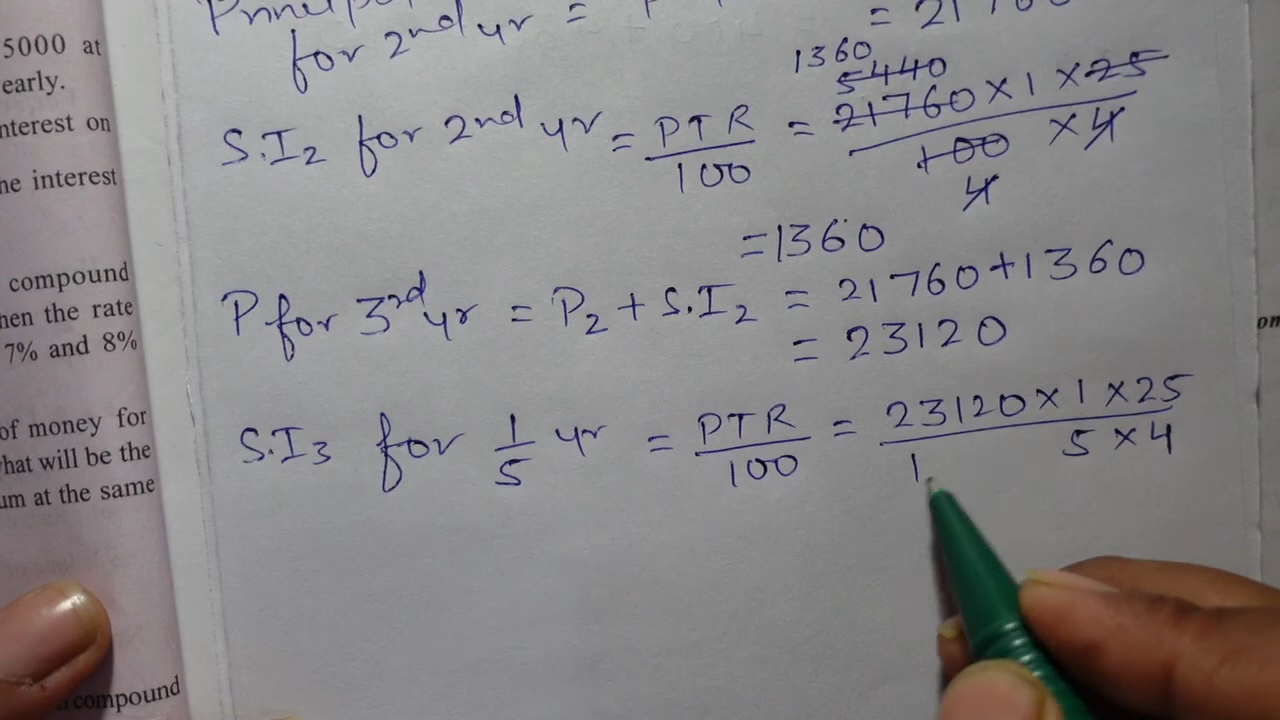 for 2nd yr =
= 21760
1360
5440
S.I2 for 2nd yr = PTR/100 = 21760 × 1 × 25 / 100 × 4
4
= 1360
P for 3rd yr = P2 + S.I2 = 21760 + 1360
= 23120
S.I3 for 1/5 yr = PTR/100 = 23120 × 1 × 25 / 1 5 × 4
5000 at
early.
nterest on
he interest
compound
hen the rate
7% and 8%
of money for
hat will be the
um at the same
compound